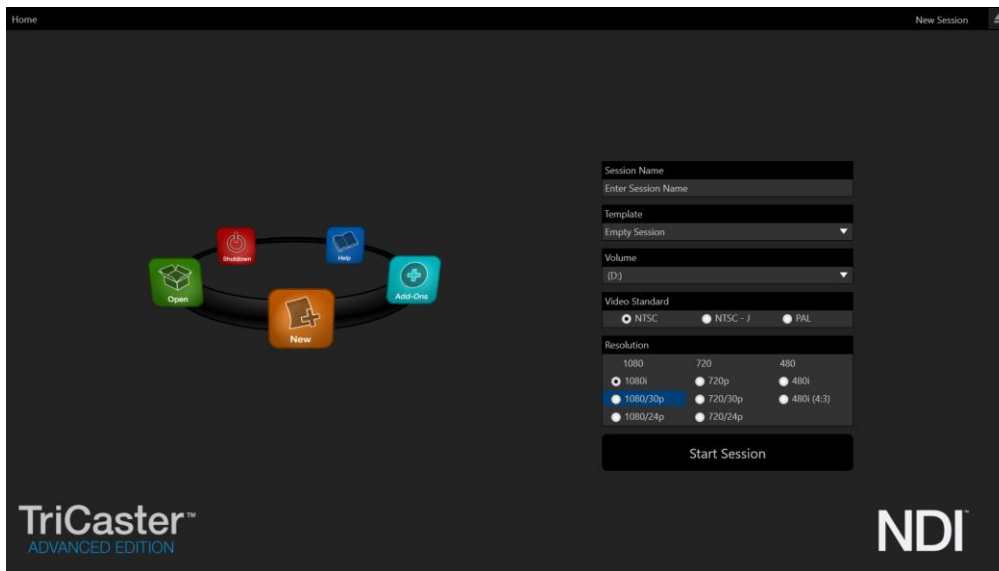 Home
New Session
Session Name
Enter Session Name
Template
Empty Session
Volume
(D:)
Video Standard
NTSC NTSC - J PAL
Resolution
1080 720 480
1080i 720p 480i
1080/30p 720/30p 480i (4:3)
1080/24p 720/24p
Start Session
Shutdown
Help
Open
Add-Ons
New
TriCaster™
ADVANCED EDITION
NDI™